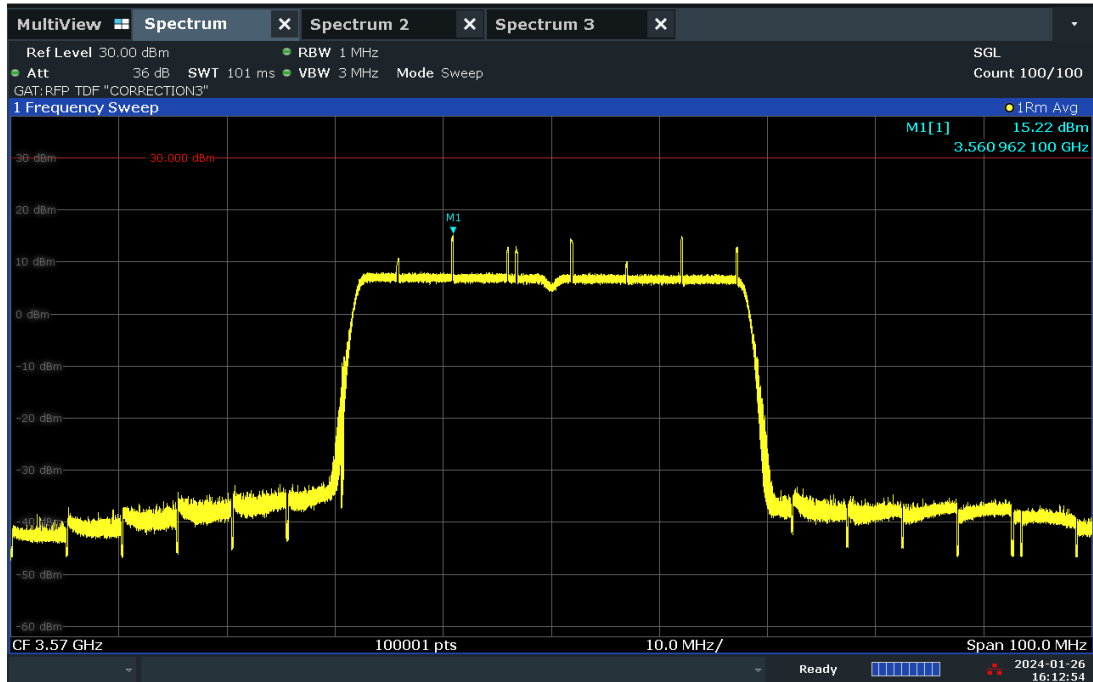 MultiView Spectrum X Spectrum 2 X Spectrum 3 X
Ref Level 30.00 dBm RBW 1 MHz SGL
Att 36 dB SWT 101 ms VBW 3 MHz Mode Sweep Count 100/100
GAT:RFP TDF "CORRECTION3"
1 Frequency Sweep 1Rm Avg
M1[1] 15.22 dBm
3.560 962 100 GHz
30 dBm 30.000 dBm
20 dBm
M1
10 dBm
0 dBm
-10 dBm
-20 dBm
-30 dBm
-40 dBm
-50 dBm
-60 dBm
CF 3.57 GHz 100001 pts 10.0 MHz/ Span 100.0 MHz
Ready 2024-01-26
16:12:54